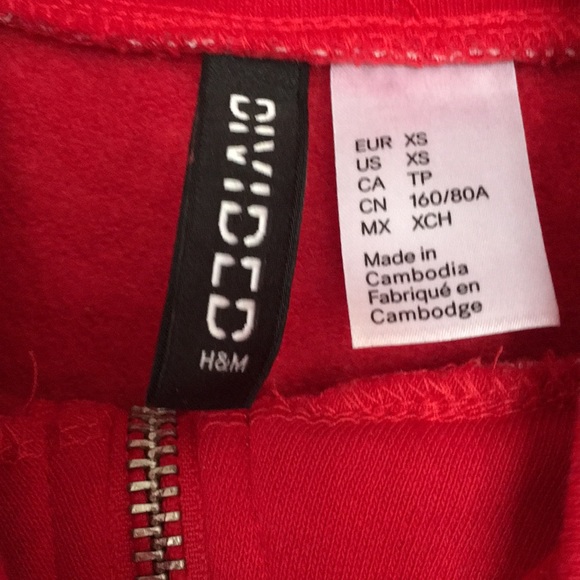 DIVIDED
H&M
EUR XS
US XS
CA TP
CN 160/80A
MX XCH
Made in
Cambodia
Fabriqué en
Cambodge